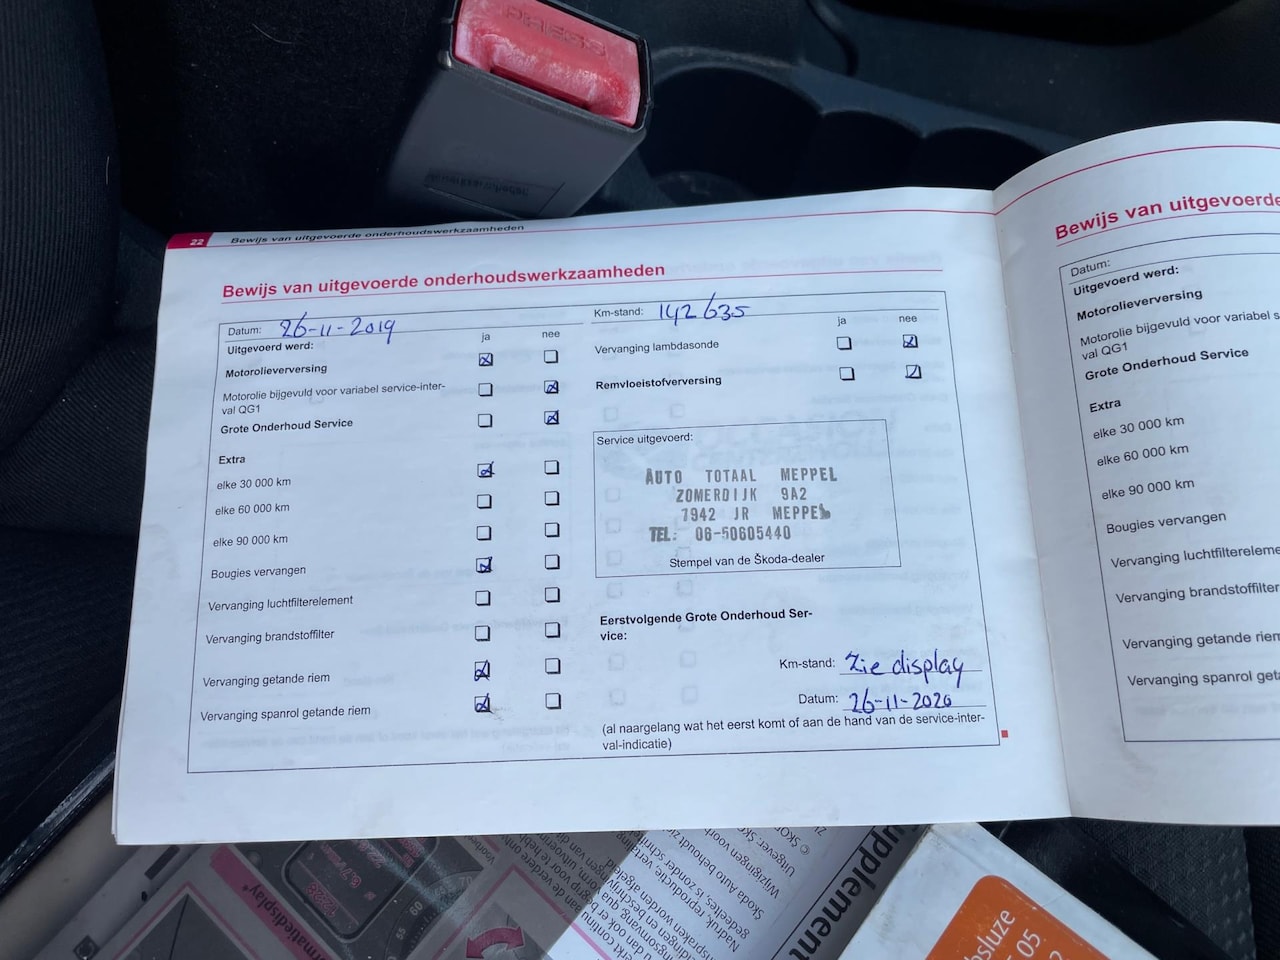 PRESS
22 Bewijs van uitgevoerde onderhoudswerkzaamheden
Bewijs van uitgevoerde onderhoudswerkzaamheden
Datum: 26-11-2019
Uitgevoerd werd:
ja nee
Motorolieverversing
Motorolie bijgevuld voor variabel service-inter-
val QG1
Grote Onderhoud Service
Extra
elke 30 000 km
elke 60 000 km
elke 90 000 km
Bougies vervangen
Vervanging luchtfilterelement
Vervanging brandstoffilter
Vervanging getande riem
Vervanging spanrol getande riem
Km-stand: 142635
ja nee
Vervanging lambdasonde
Remvloeistofverversing
Service uitgevoerd:
AUTO TOTAAL MEPPEL
ZOMERDIJK 9A2
7942 JR MEPPEL
TEL: 06-50605440
Stempel van de Škoda-dealer
Eerstvolgende Grote Onderhoud Ser-
vice:
Km-stand: Zie display
Datum: 26-11-2020
(al naargelang wat het eerst komt of aan de hand van de service-inter-
val-indicatie)
Bewijs van uitgevoerde
Datum:
Uitgevoerd werd:
Motorolieverversing
Motorolie bijgevuld voor variabel s
val QG1
Grote Onderhoud Service
Extra
elke 30 000 km
elke 60 000 km
elke 90 000 km
Bougies vervangen
Vervanging luchtfiltereleme
Vervanging brandstoffilter
Vervanging getande riem
Vervanging spanrol geta
upplement